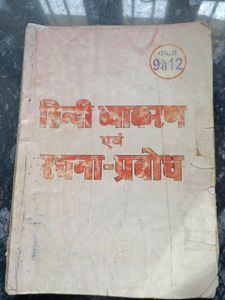 कक्षा
9 से 12
हिन्दी व्याकरण
एवं
रचना-प्रबोध